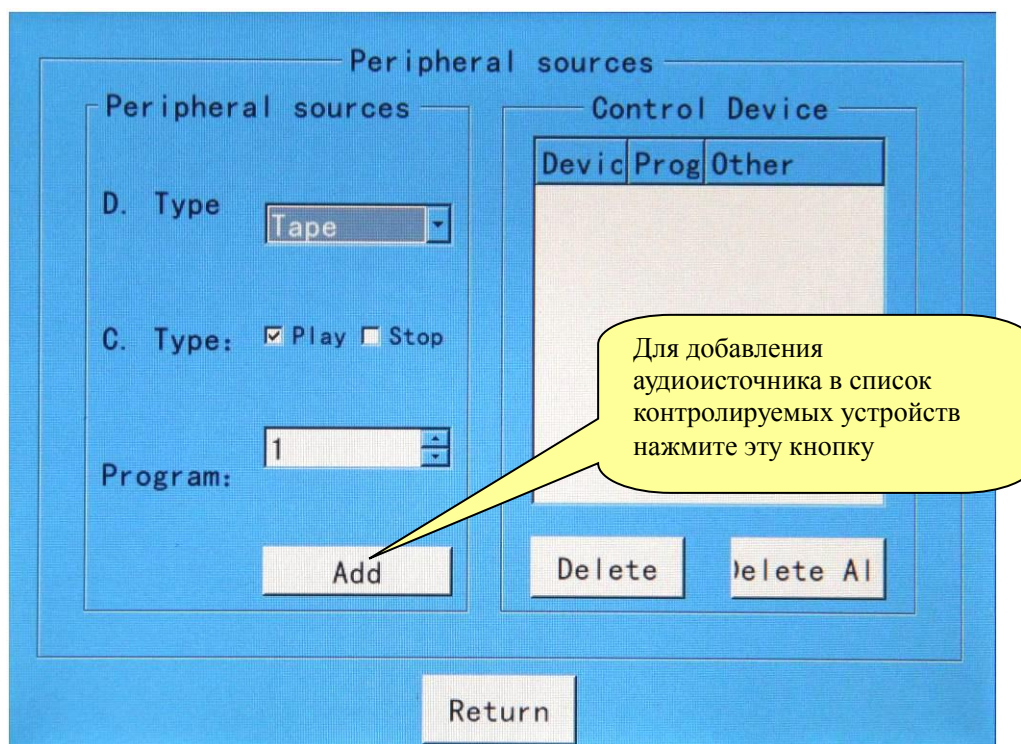 Peripheral sources
Peripheral sources
D. Type
Tape
C. Type:
Play
Stop
Program:
1
Add
Control Device
Devic Prog Other
Для добавления
аудиоисточника в список
контролируемых устройств
нажмите эту кнопку
Delete
Delete Al
Return